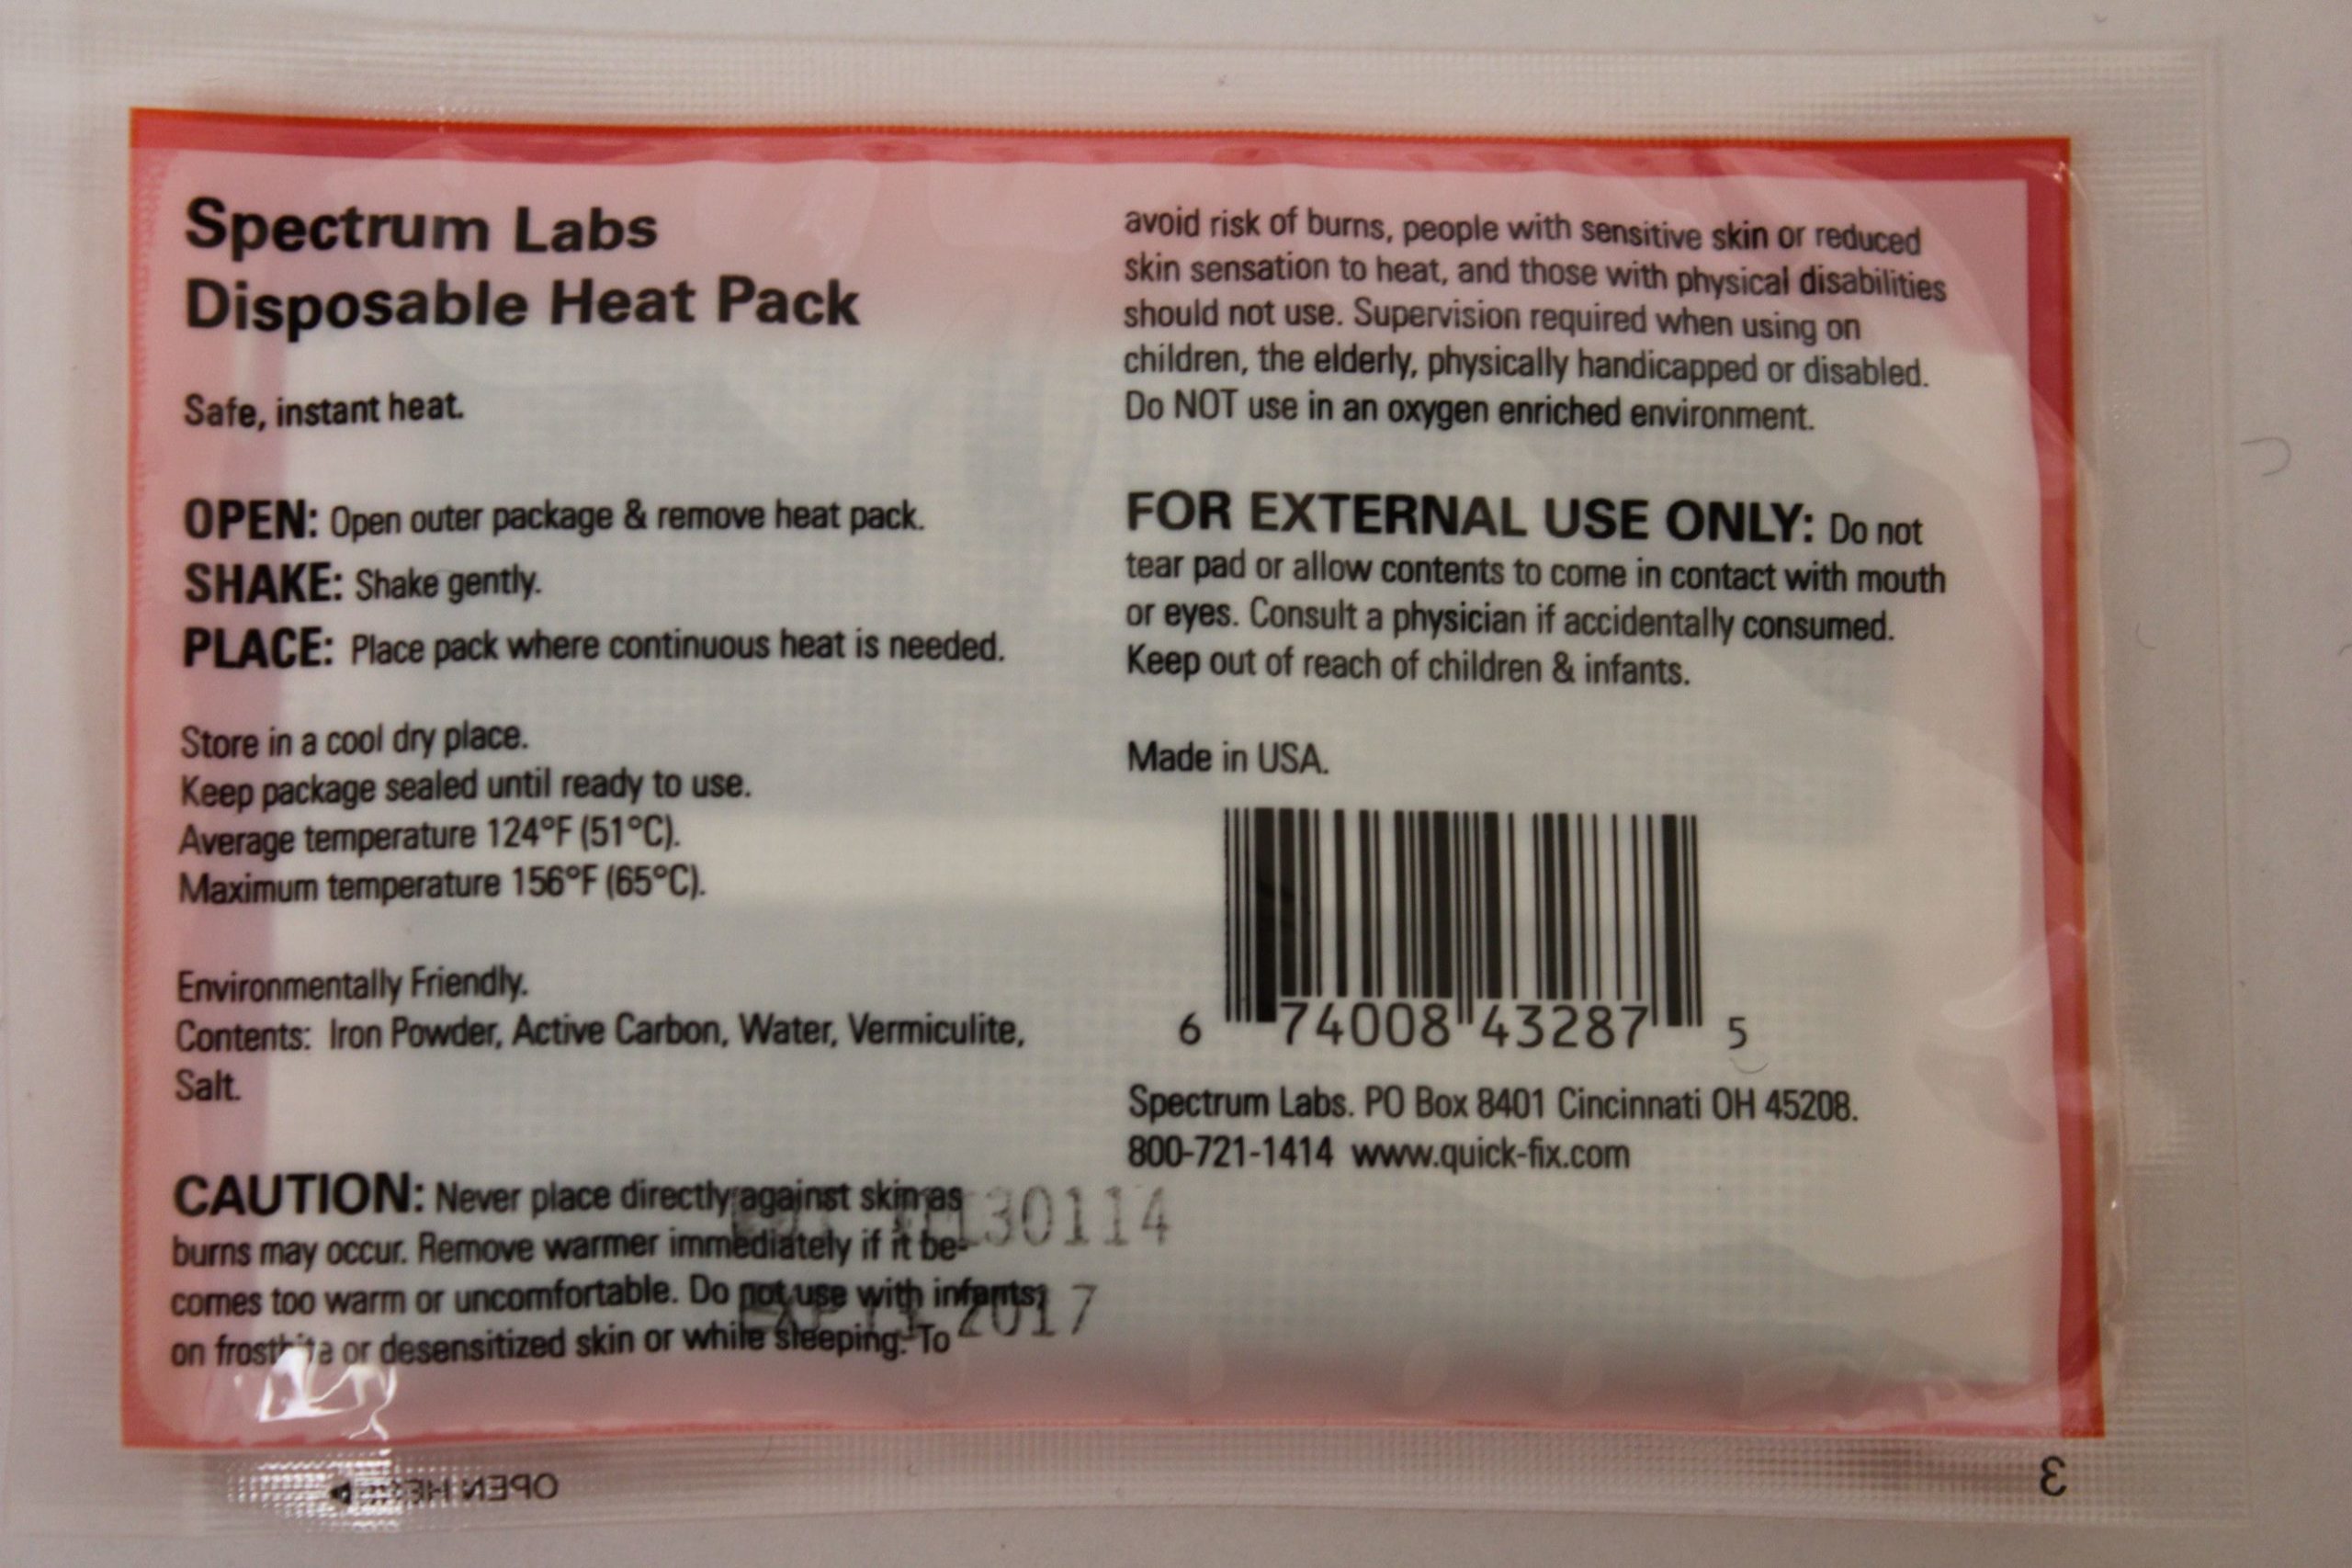 Spectrum Labs
Disposable Heat Pack
Safe, instant heat.
OPEN: Open outer package & remove heat pack.
SHAKE: Shake gently.
PLACE: Place pack where continuous heat is needed.
Store in a cool dry place.
Keep package sealed until ready to use.
Average temperature 124°F (51°C).
Maximum temperature 156°F (65°C).
Environmentally Friendly.
Contents: Iron Powder, Active Carbon, Water, Vermiculite,
Salt.
CAUTION: Never place directly against skin as
burns may occur. Remove warmer immediately if it be-
comes too warm or uncomfortable. Do not use with infants;
on frostbite or desensitized skin or while sleeping. To
avoid risk of burns, people with sensitive skin or reduced
skin sensation to heat, and those with physical disabilities
should not use. Supervision required when using on
children, the elderly, physically handicapped or disabled.
Do NOT use in an oxygen enriched environment.
FOR EXTERNAL USE ONLY: Do not
tear pad or allow contents to come in contact with mouth
or eyes. Consult a physician if accidentally consumed.
Keep out of reach of children & infants.
Made in USA.
6 74008 43287 5
Spectrum Labs. PO Box 8401 Cincinnati OH 45208.
800-721-1414 www.quick-fix.com
130114
EXP 2017
OPEN
3